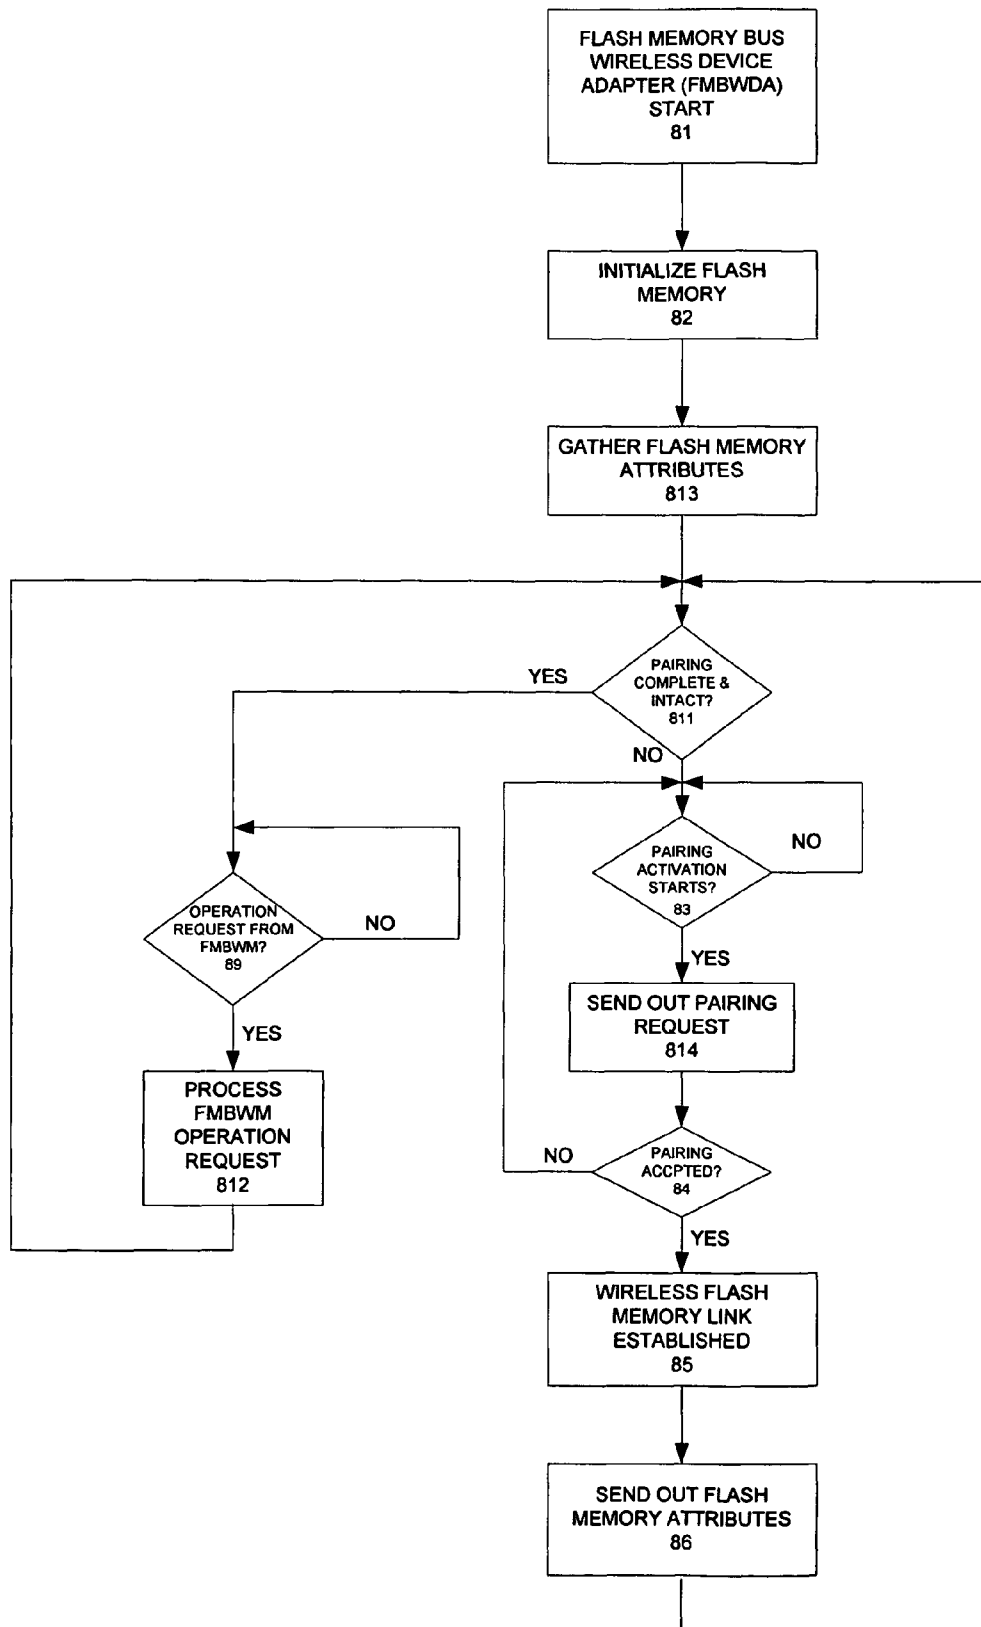 FLASH MEMORY BUS
WIRELESS DEVICE
ADAPTER (FMBWDA)
START
81
INITIALIZE FLASH
MEMORY
82
GATHER FLASH MEMORY
ATTRIBUTES
813
PAIRING
COMPLETE &
INTACT?
811
YES
NO
PAIRING
ACTIVATION
STARTS?
83
NO
YES
OPERATION
REQUEST FROM
FMBWM?
89
NO
YES
SEND OUT PAIRING
REQUEST
814
PROCESS
FMBWM
OPERATION
REQUEST
812
PAIRING
ACCPTED?
84
NO
YES
WIRELESS FLASH
MEMORY LINK
ESTABLISHED
85
SEND OUT FLASH
MEMORY ATTRIBUTES
86